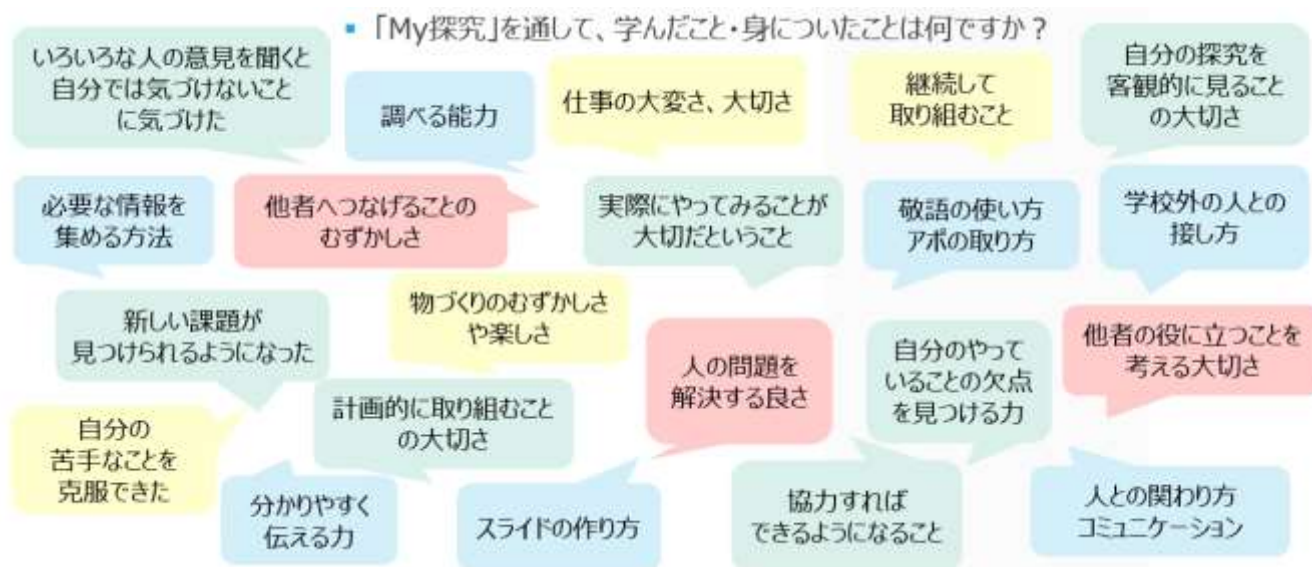 ▪ 「My探究」を通して、学んだこと・身についたことは何ですか？
いろいろな人の意見を聞くと
自分では気づけないこと
に気づけた
調べる能力
仕事の大変さ、大切さ
継続して
取り組むこと
自分の探究を
客観的に見ること
の大切さ
必要な情報を
集める方法
他者へつなげることの
むずかしさ
実際にやってみることが
大切だということ
敬語の使い方
アポの取り方
学校外の人との
接し方
新しい課題が
見つけられるようになった
物づくりのむずかしさ
や楽しさ
人の問題を
解決する良さ
自分のやって
いることの欠点
を見つける力
他者の役に立つことを
考える大切さ
自分の
苦手なことを
克服できた
計画的に取り組むこと
の大切さ
分かりやすく
伝える力
スライドの作り方
協力すれば
できるようになること
人との関わり方
コミュニケーション